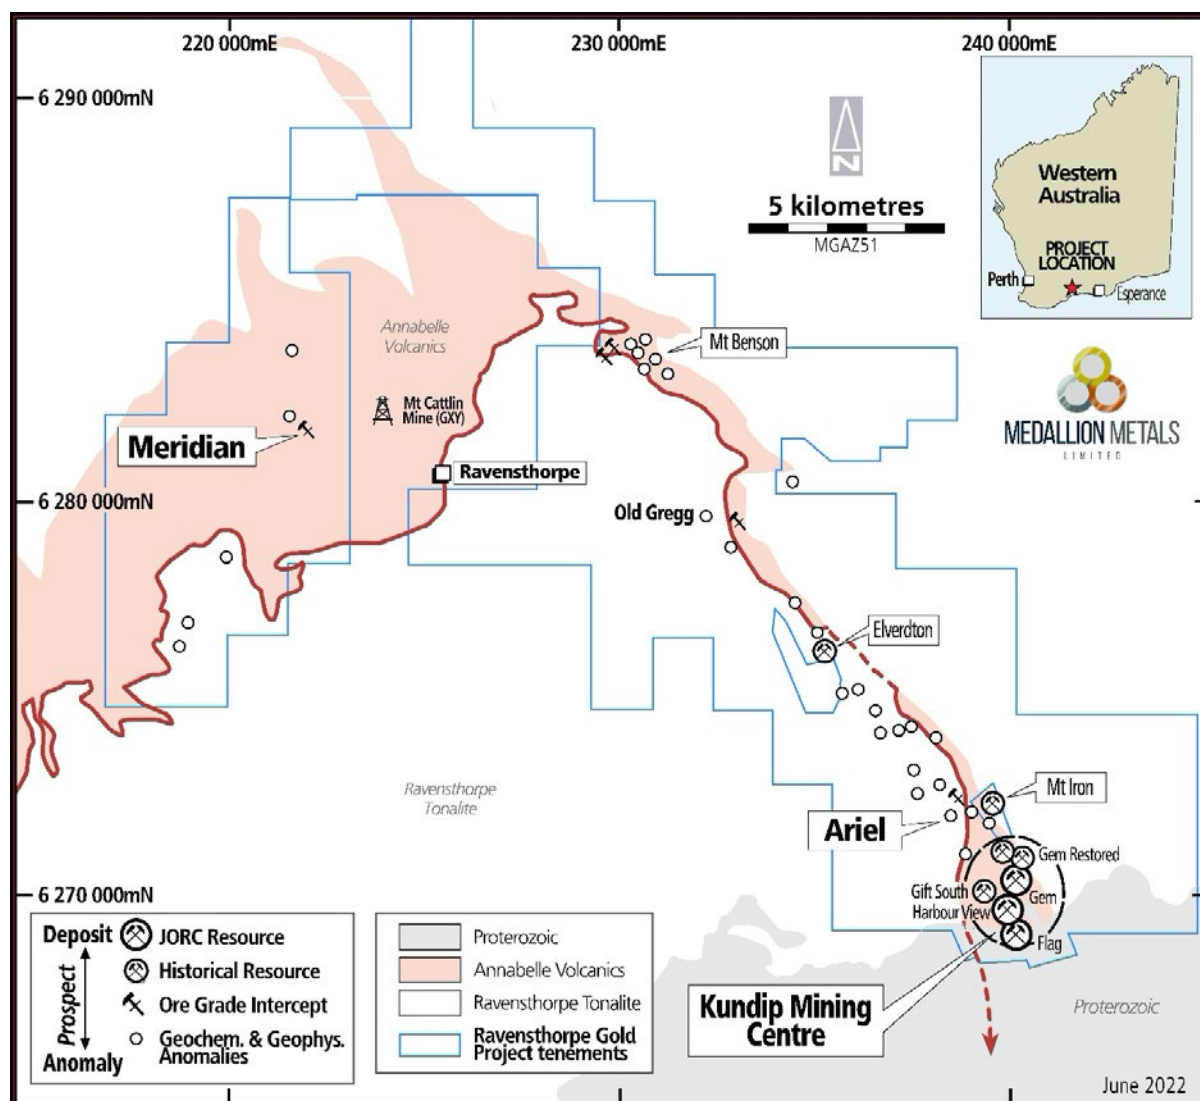 220 000mE
230 000mE
240 000mE
6 290 000mN
N
5 kilometres
MGAZ51
Western
Australia
PROJECT
LOCATION
Perth
Esperance
Annabelle
Volcanics
Mt Benson
MEDALLION METALS
LIMITED
Mt Cattlin
Mine (GXY)
Meridian
Ravensthorpe
6 280 000mN
Old Gregg
Elverdton
Ravensthorpe
Tonalite
Mt Iron
Ariel
Gem Restored
6 270 000mN
Gift South
Gem
Harbour View
Flag
Deposit
JORC Resource
Historical Resource
Prospect
Ore Grade Intercept
Geochem. & Geophys.
Anomalies
Anomaly
Proterozoic
Annabelle Volcanics
Ravensthorpe Tonalite
Ravensthorpe Gold
Project tenements
Kundip Mining
Centre
Proterozoic
June 2022